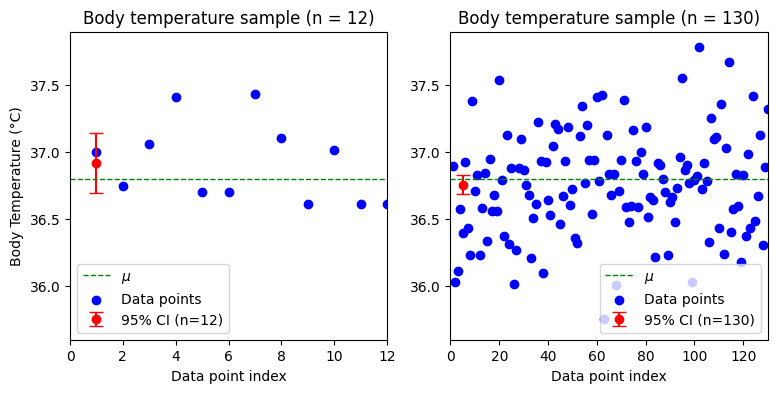 Body temperature sample (n = 12)
Body Temperature (°C)
37.5
37.0
36.5
36.0
μ
Data points
95% CI (n=12)
0 2 4 6 8 10 12
Data point index
Body temperature sample (n = 130)
37.5
37.0
36.5
36.0
μ
Data points
95% CI (n=130)
0 20 40 60 80 100 120
Data point index